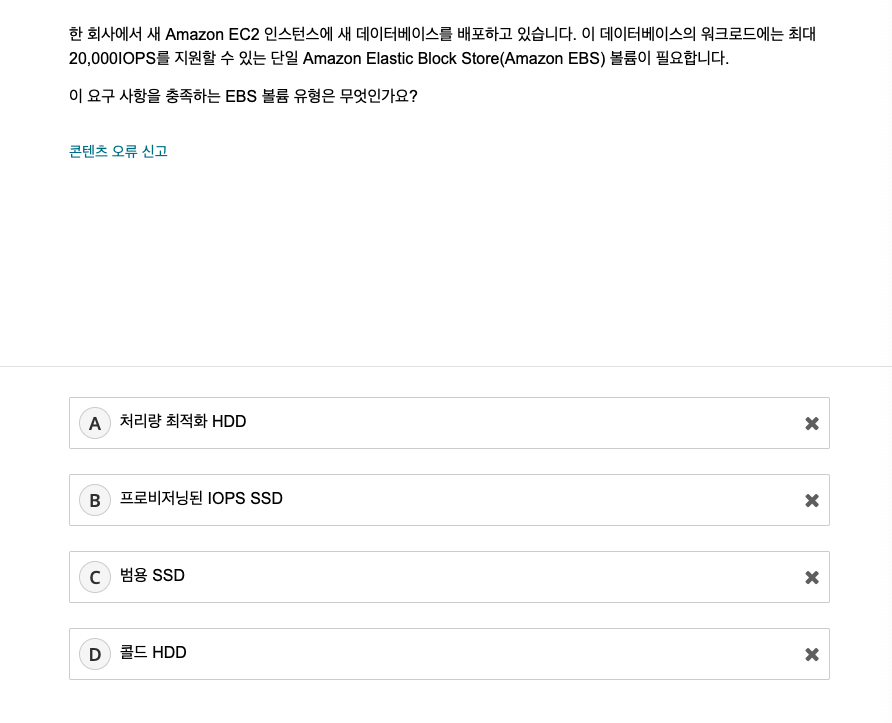 한 회사에서 새 Amazon EC2 인스턴스에 새 데이터베이스를 배포하고 있습니다. 이 데이터베이스의 워크로드에는 최대
20,000IOPS를 지원할 수 있는 단일 Amazon Elastic Block Store(Amazon EBS) 볼륨이 필요합니다.
이 요구 사항을 충족하는 EBS 볼륨 유형은 무엇인가요?
콘텐츠 오류 신고
A 처리량 최적화 HDD
B 프로비저닝된 IOPS SSD
C 범용 SSD
D 콜드 HDD